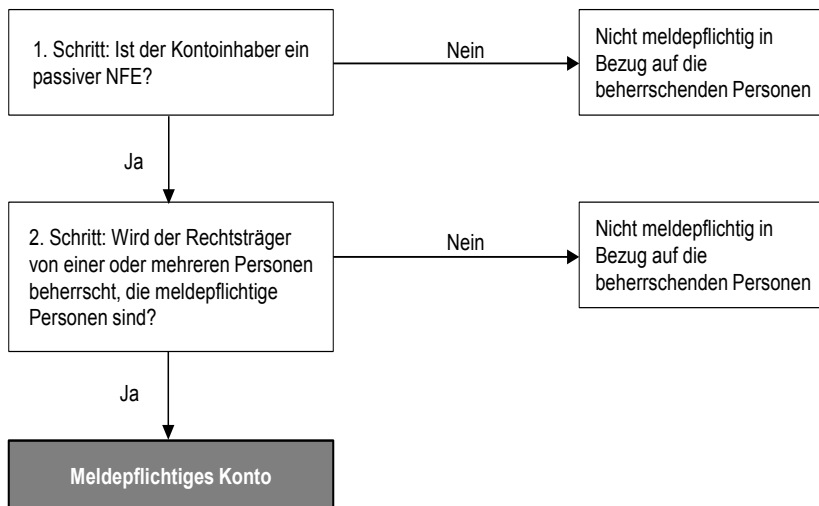 1. Schritt: Ist der Kontoinhaber ein
passiver NFE?
Nein
Nicht meldepflichtig in
Bezug auf die
beherrschenden Personen
Ja
2. Schritt: Wird der Rechtsträger
von einer oder mehreren Personen
beherrscht, die meldepflichtige
Personen sind?
Nein
Nicht meldepflichtig in
Bezug auf die
beherrschenden Personen
Ja
Meldepflichtiges Konto